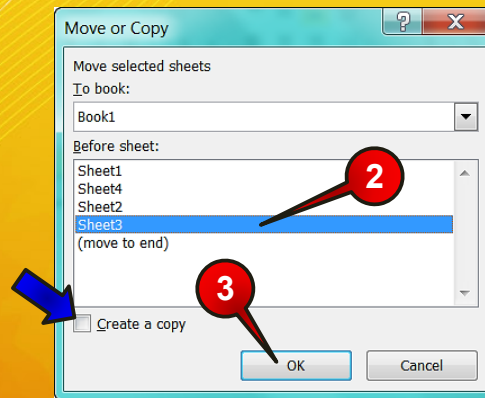 Move or Copy
Move selected sheets
To book:
Book1
Before sheet:
Sheet1
Sheet4
Sheet2
Sheet3
(move to end)
2
3
Create a copy
OK
Cancel